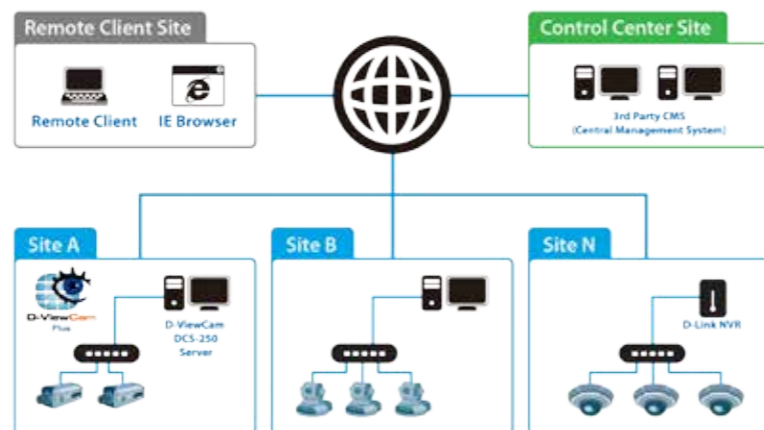 Remote Client Site
Remote Client
IE Browser
Control Center Site
3rd Party CMS
(Central Management System)
Site A
D-ViewCam
Plus
D-ViewCam
DCS-250
Server
Site B
Site N
D-Link NVR